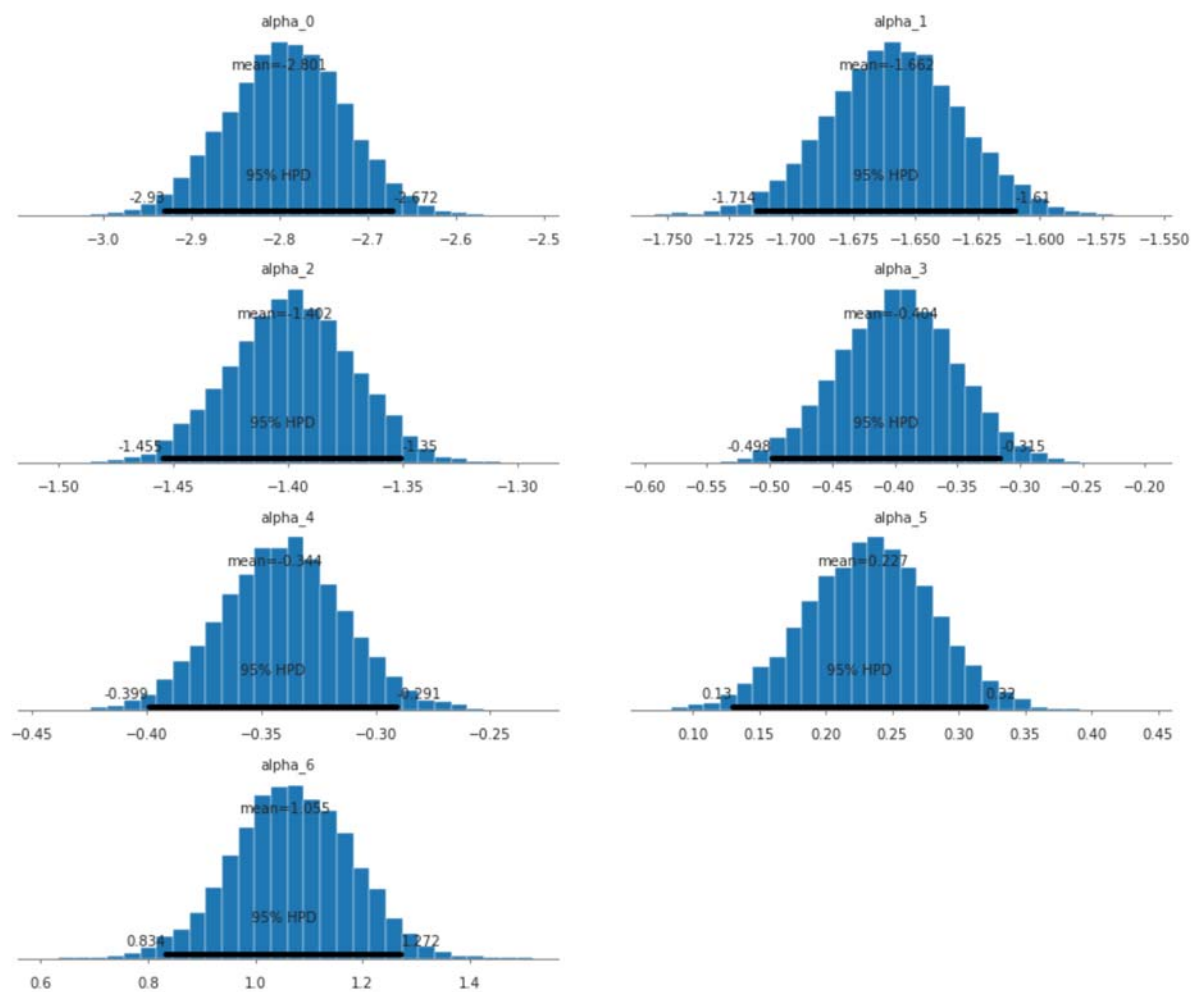 alpha_0
mean=-2.801
95% HPD
-2.93 -2.672
−3.0 −2.9 −2.8 −2.7 −2.6 −2.5
alpha_1
mean=-1.662
95% HPD
-1.714 -1.61
−1.750 −1.725 −1.700 −1.675 −1.650 −1.625 −1.600 −1.575 −1.550
alpha_2
mean=-1.402
95% HPD
-1.455 -1.35
−1.50 −1.45 −1.40 −1.35 −1.30
alpha_3
mean=-0.404
95% HPD
-0.498 -0.315
−0.60 −0.55 −0.50 −0.45 −0.40 −0.35 −0.30 −0.25 −0.20
alpha_4
mean=-0.344
95% HPD
-0.399 -0.291
−0.45 −0.40 −0.35 −0.30 −0.25
alpha_5
mean=0.227
95% HPD
0.13 0.32
0.10 0.15 0.20 0.25 0.30 0.35 0.40 0.45
alpha_6
mean=1.055
95% HPD
0.834 1.272
0.6 0.8 1.0 1.2 1.4